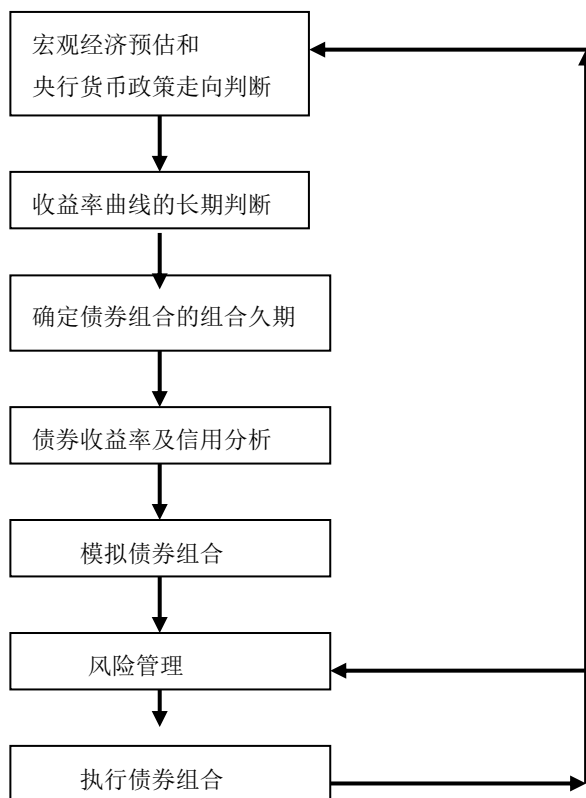 宏观经济预估和
央行货币政策走向判断
收益率曲线的长期判断
确定债券组合的组合久期
债券收益率及信用分析
模拟债券组合
风险管理
执行债券组合